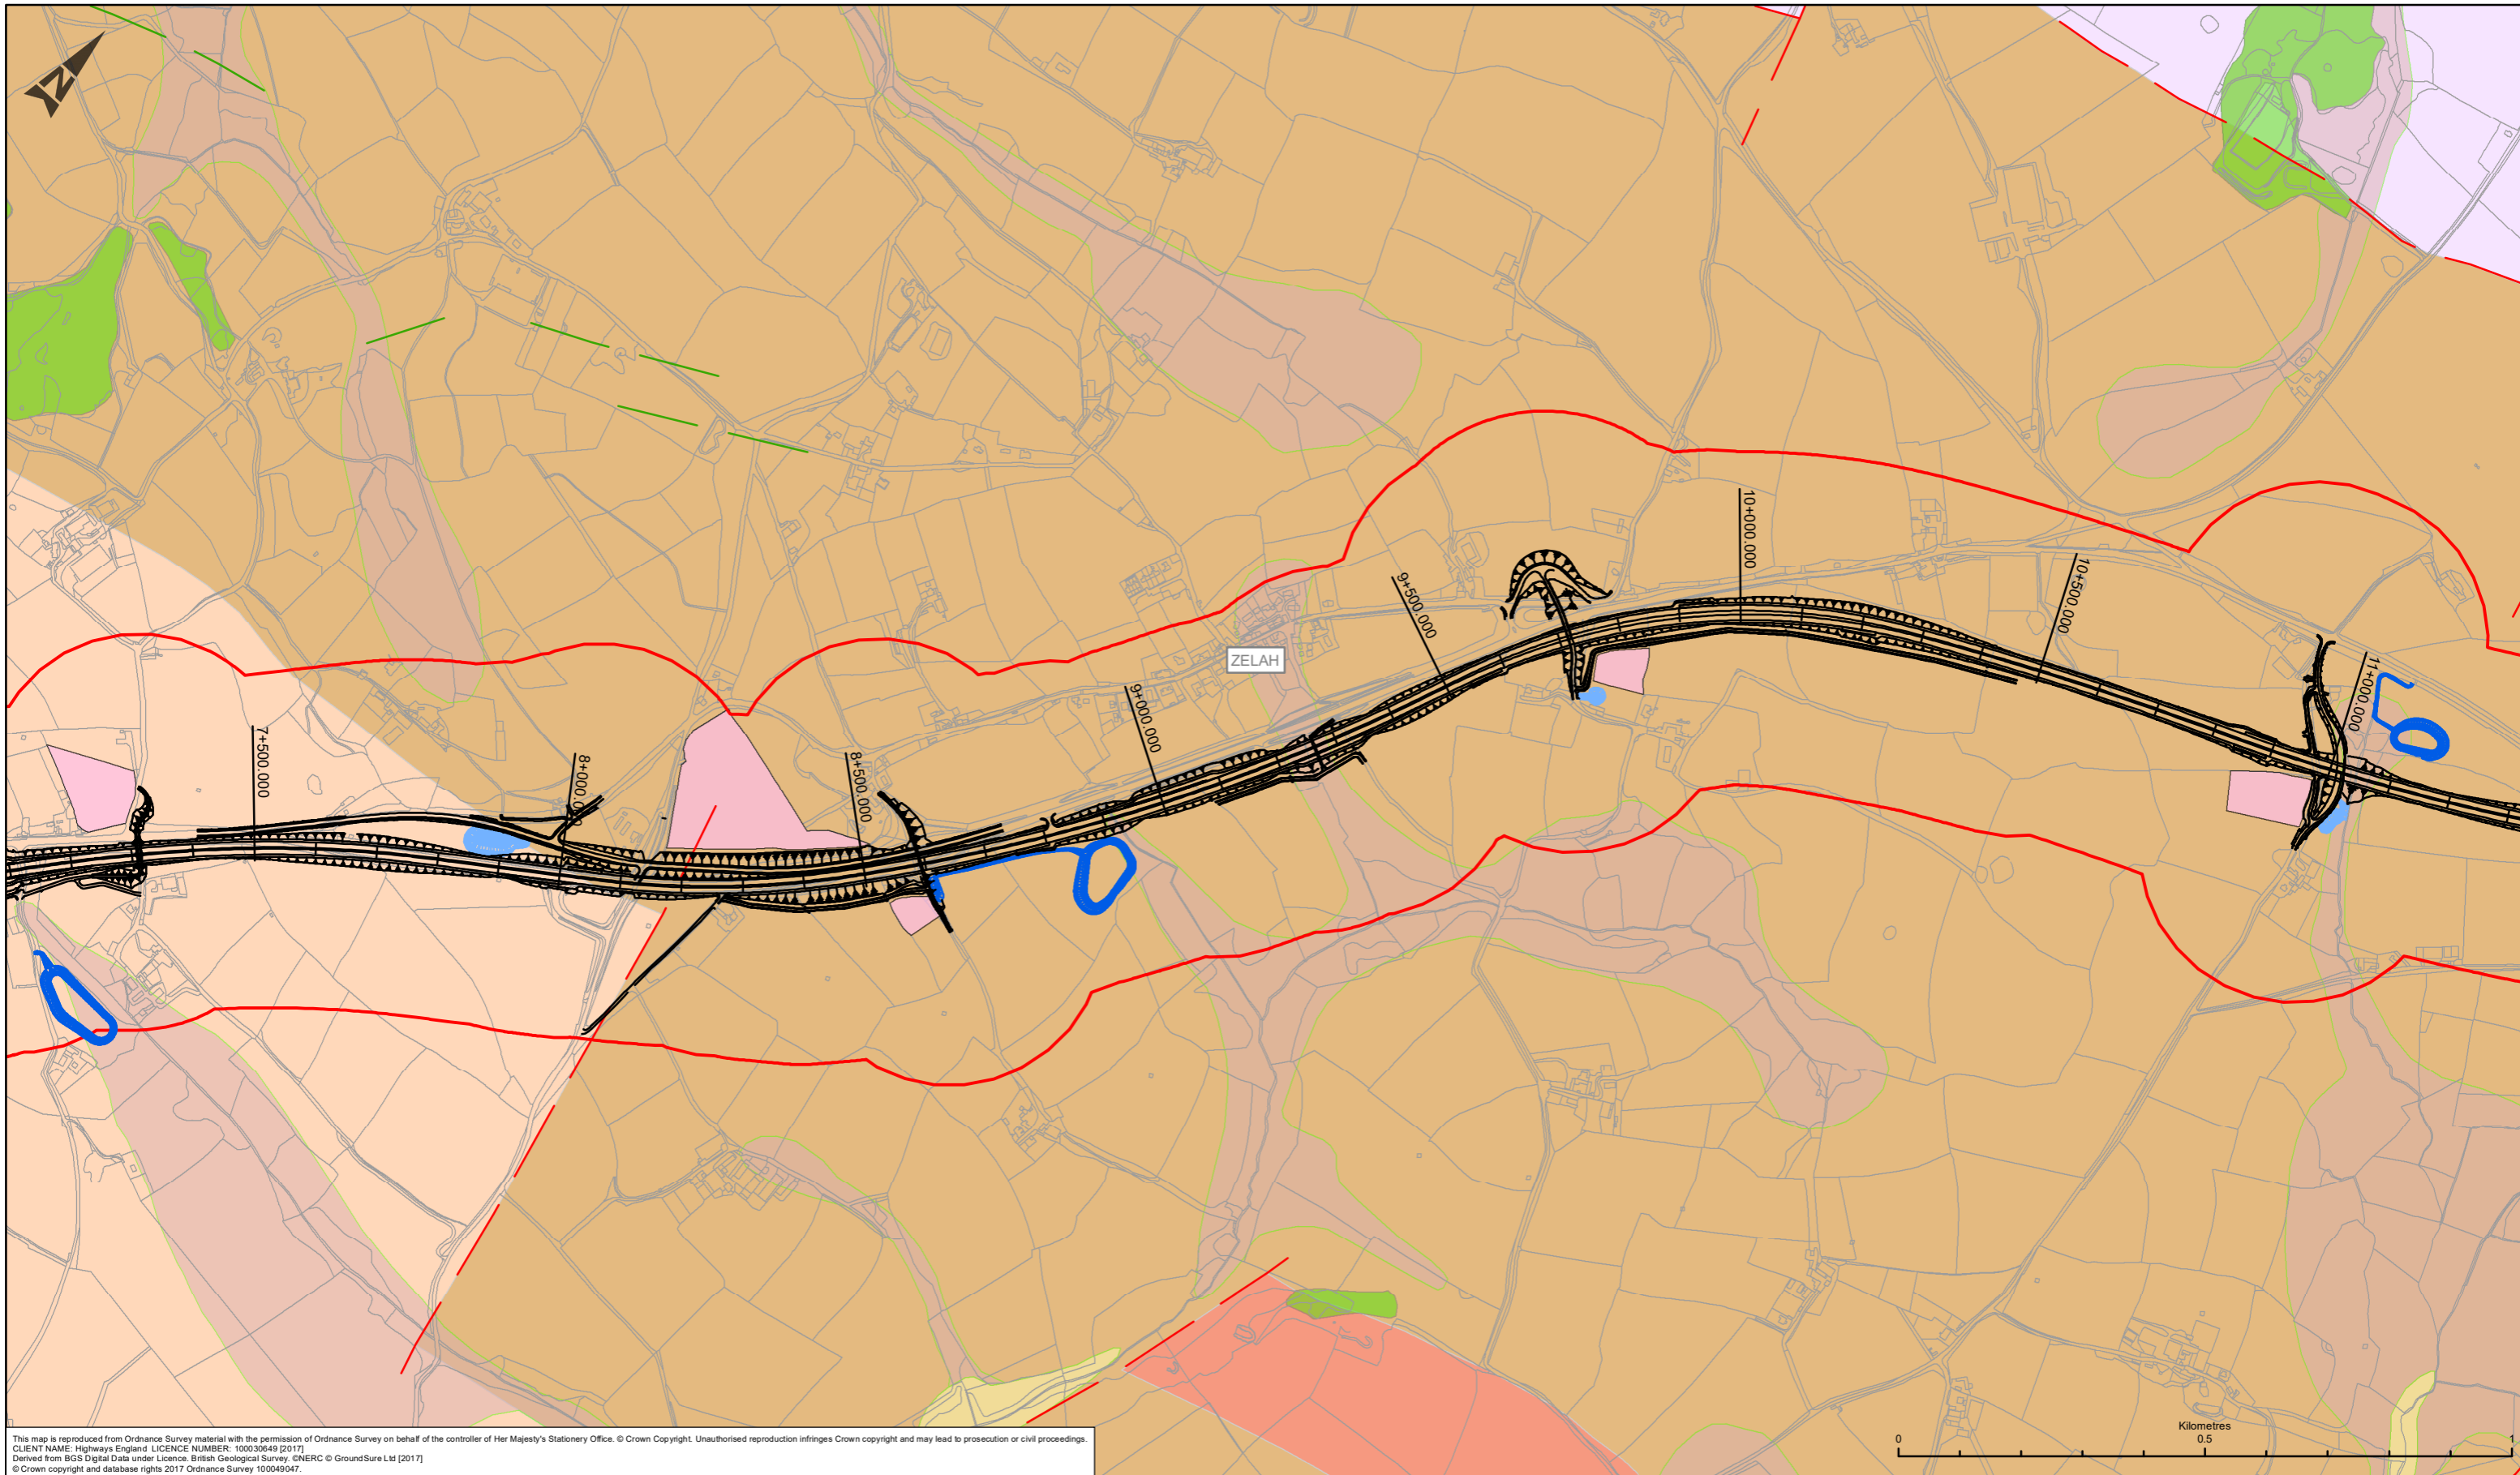 N
10+000.000
9+500.000
10+500.000
ZELAH
11+000.000
9+000.000
7+500.000
8+000.000
8+500.000
Kilometres
0 0.5 1
This map is reproduced from Ordnance Survey material with the permission of Ordnance Survey on behalf of the controller of Her Majesty's Stationery Office. © Crown Copyright. Unauthorised reproduction infringes Crown copyright and may lead to prosecution or civil proceedings.
CLIENT NAME: Highways England LICENCE NUMBER: 100030649 [2017]
Derived from BGS Digital Data under Licence. British Geological Survey. ©NERC © GroundSure Ltd [2017]
© Crown copyright and database rights 2017 Ordnance Survey 100049047.